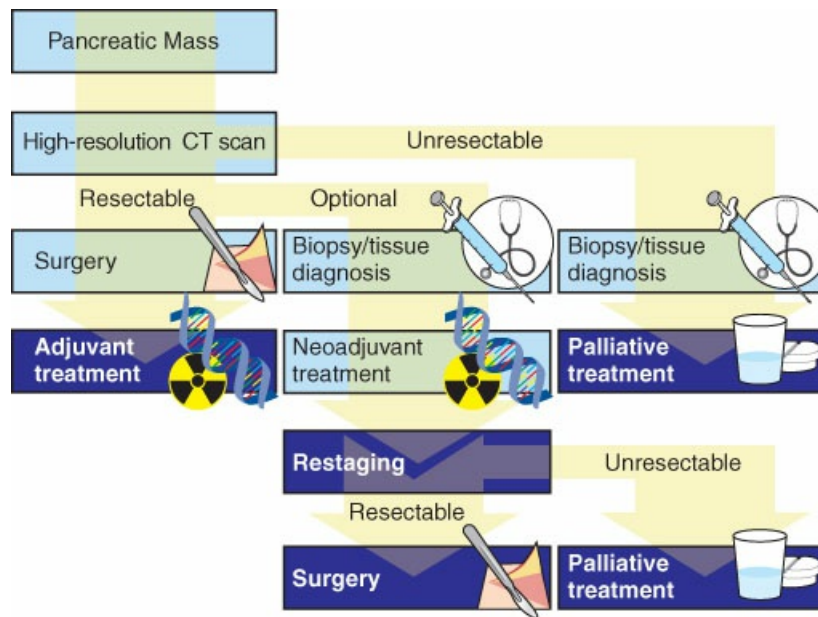 Pancreatic Mass
High-resolution CT scan
Unresectable
Resectable
Optional
Surgery
Biopsy/tissue
diagnosis
Biopsy/tissue
diagnosis
Adjuvant
treatment
Neoadjuvant
treatment
Palliative
treatment
Restaging
Unresectable
Resectable
Surgery
Palliative
treatment